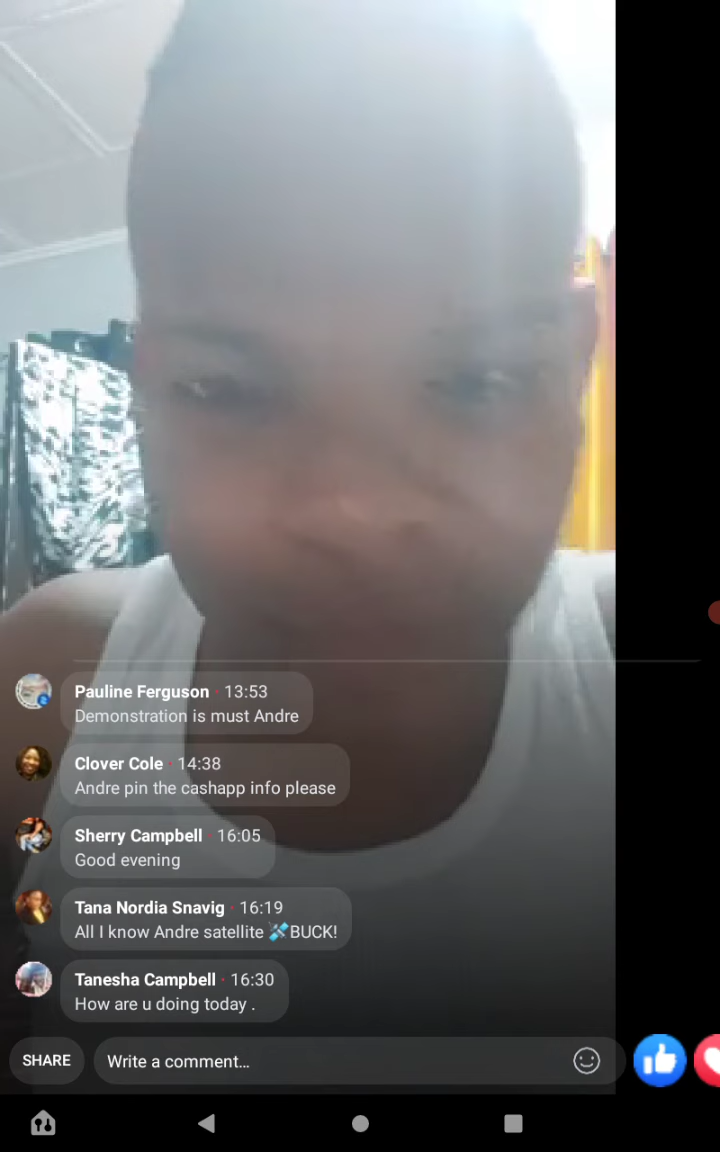 Pauline Ferguson · 13:53
Demonstration is must Andre
Clover Cole · 14:38
Andre pin the cashapp info please
Sherry Campbell · 16:05
Good evening
Tana Nordia Snavig · 16:19
All I know Andre satellite 🛰️BUCK!
Tanesha Campbell · 16:30
How are u doing today .
SHARE
Write a comment...